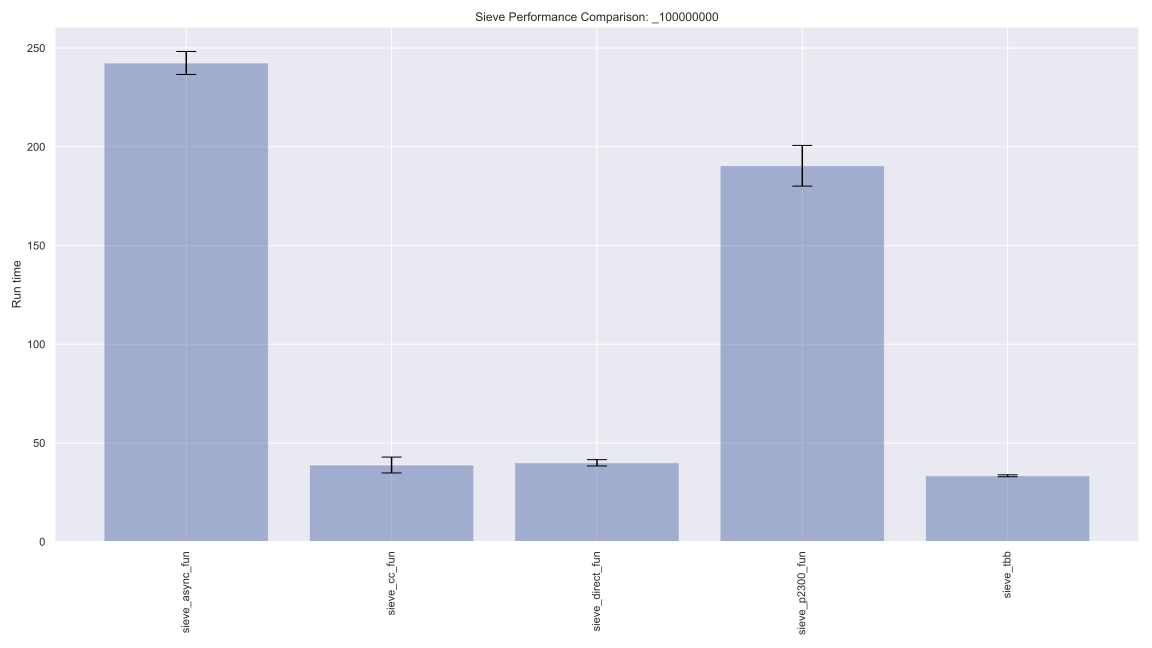 Sieve Performance Comparison: _100000000
250
200
150
100
50
0
Run time
sieve_async_fun
sieve_cc_fun
sieve_direct_fun
sieve_p2300_fun
sieve_tbb